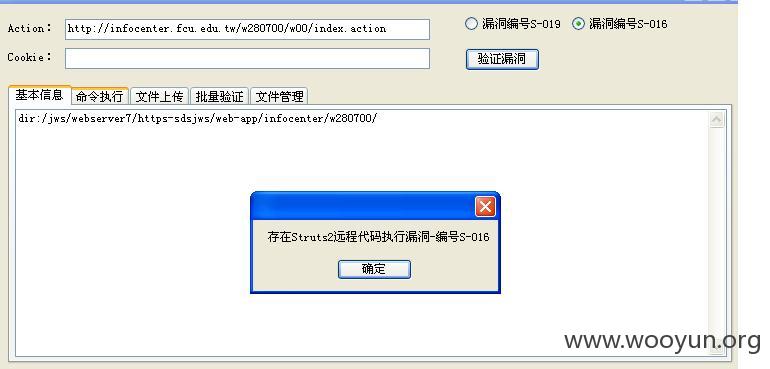 Action: http://infocenter.fcu.edu.tw/w280700/w00/index.action
漏洞编号S-019 漏洞编号S-016
Cookie:
验证漏洞
基本信息 命令执行 文件上传 批量验证 文件管理
dir:/jws/webserver7/https-sdsjws/web-app/infocenter/w280700/
存在Struts2远程代码执行漏洞-编号S-016
确定
www.wooyun.org